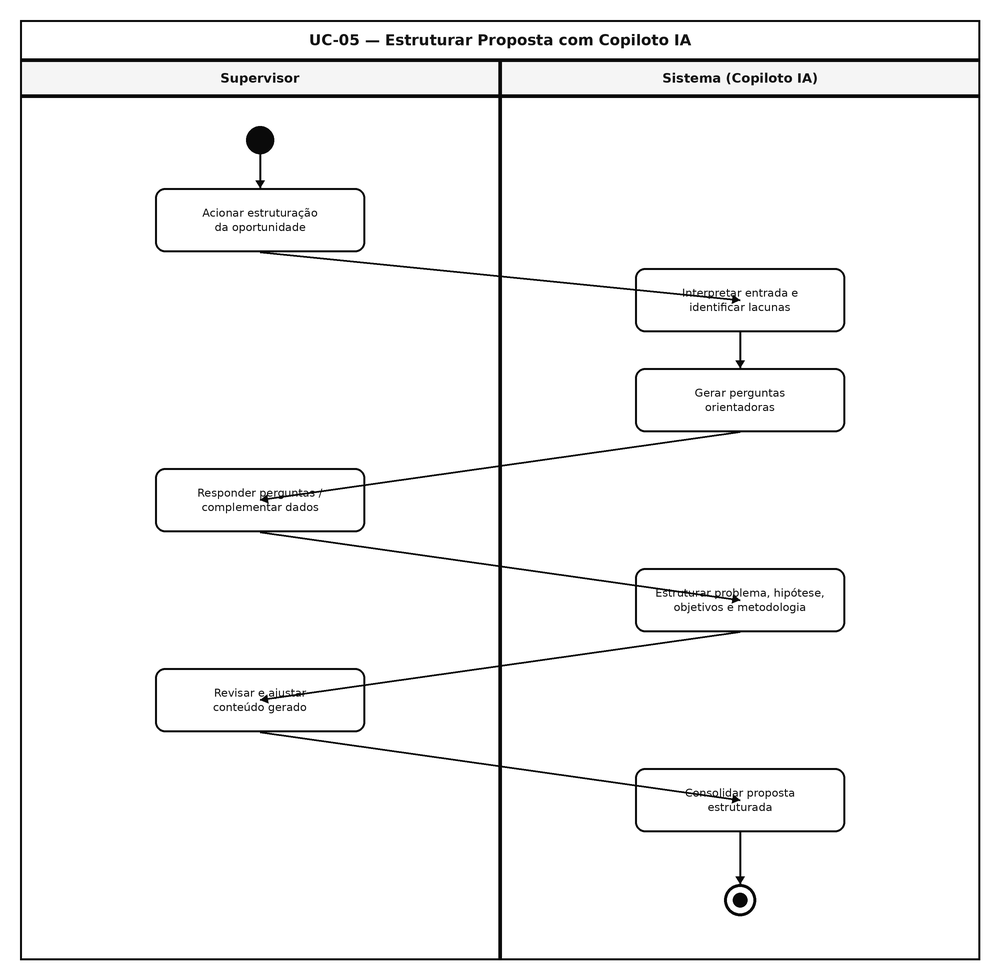 UC-05 — Estruturar Proposta com Copiloto IA
Supervisor
Sistema (Copiloto IA)
Acionar estruturação
da oportunidade
Interpretar entrada e
identificar lacunas
Gerar perguntas
orientadoras
Responder perguntas /
complementar dados
Estruturar problema, hipótese,
objetivos e metodologia
Revisar e ajustar
conteúdo gerado
Consolidar proposta
estruturada